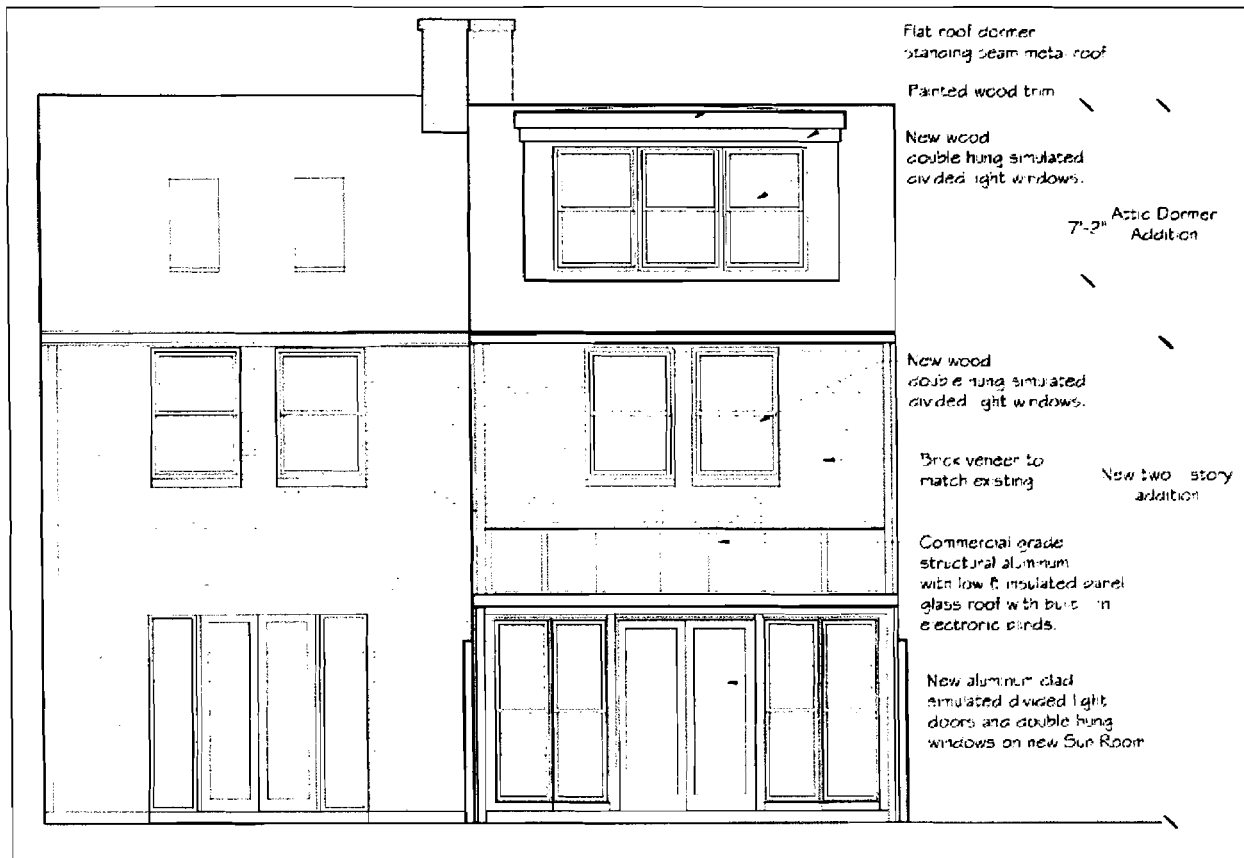 Flat roof dormer
standing seam metal roof
Painted wood trim
New wood
double hung simulated
divided light windows.
7'-2" Attic Dormer
Addition
New wood
double hung simulated
divided light windows.
Brick veneer to
match existing
New two story
addition
Commercial grade
structural aluminum
with low E insulated panel
glass roof with built in
electronic blinds.
New aluminum clad
simulated divided light
doors and double hung
windows on new Sun Room